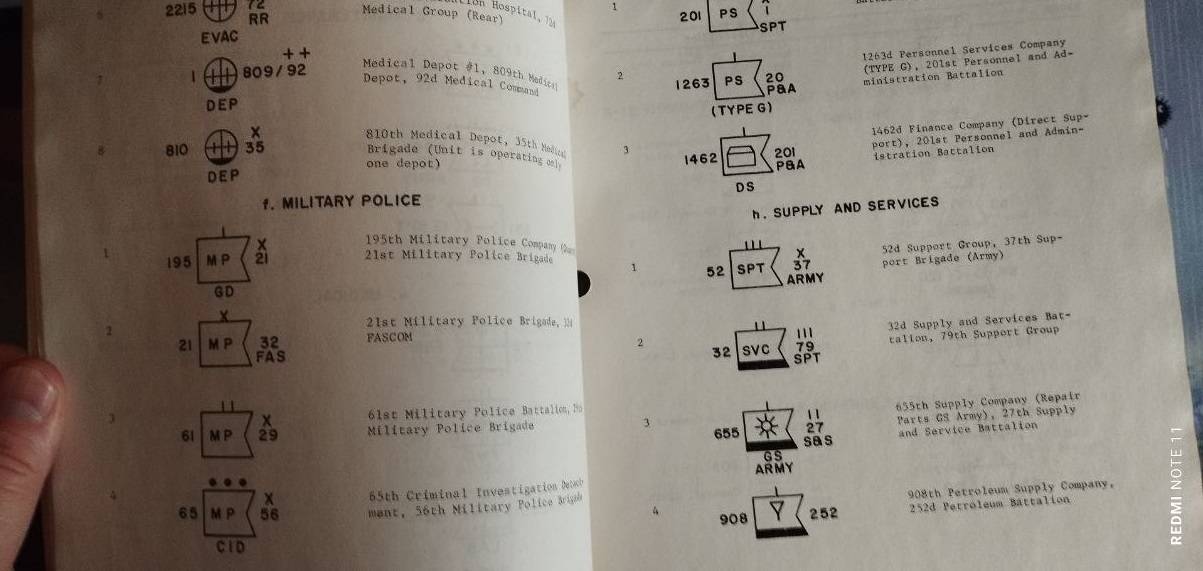 2215
72
RR
EVAC
Hospital, 72d
Medical Group (Rear)
7
1
++
809/92
DEP
Medical Depot #1, 809th Medical
Depot, 92d Medical Command
8
810
X
35
DEP
810th Medical Depot, 35th Medical
Brigade (Unit is operating only
one depot)
f. MILITARY POLICE
1
195
MP
X
21
GD
195th Military Police Company
21st Military Police Brigade
2
X
21
MP
32
FAS
21st Military Police Brigade, 32d
FASCOM
3
61
MP
X
29
61st Military Police Battalion,
Military Police Brigade
4
65
MP
X
56
CID
65th Criminal Investigation
ment, 56th Military Police Brigade
1
201
PS
I
SPT
2
1263
PS
20
P&A
(TYPE G)
1263d Personnel Services Company
(TYPE G), 201st Personnel and Ad-
ministration Battalion
3
1462
201
P&A
DS
1462d Finance Company (Direct Sup-
port), 201st Personnel and Admin-
istration Battalion
h. SUPPLY AND SERVICES
1
III
52
SPT
X
37
ARMY
52d Support Group, 37th Sup-
port Brigade (Army)
2
II
32
SVC
III
79
SPT
32d Supply and Services Bat-
talion, 79th Support Group
3
655
II
27
S&S
GS
ARMY
655th Supply Company (Repair
Parts GS Army), 27th Supply
and Service Battalion
4
908
252
908th Petroleum Supply Company,
252d Petroleum Battalion
REDMI NOTE 11